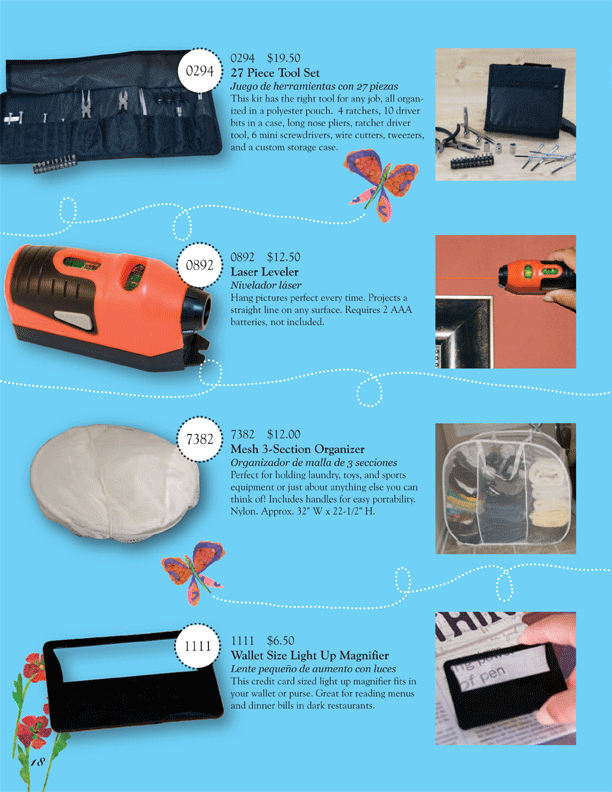 0294
0294 $19.50
27 Piece Tool Set
Juego de herramientas con 27 piezas
This kit has the right tool for any job, all organ-
ized in a polyester pouch. 4 ratchets, 10 driver
bits in a case, long nose pliers, ratchet driver
tool, 6 mini screwdrivers, wire cutters, tweezers,
and a custom storage case.
0892
0892 $12.50
Laser Leveler
Nivelador láser
Hang pictures perfect every time. Projects a
straight line on any surface. Requires 2 AAA
batteries, not included.
7382
7382 $12.00
Mesh 3-Section Organizer
Organizador de malla de 3 secciones
Perfect for holding laundry, toys, and sports
equipment or just about anything else you can
think of! Includes handles for easy portability.
Nylon. Approx. 32" W x 22-1/2" H.
1111
1111 $6.50
Wallet Size Light Up Magnifier
Lente pequeño de aumento con luces
This credit card sized light up magnifier fits in
your wallet or purse. Great for reading menus
and dinner bills in dark restaurants.
of pen
18